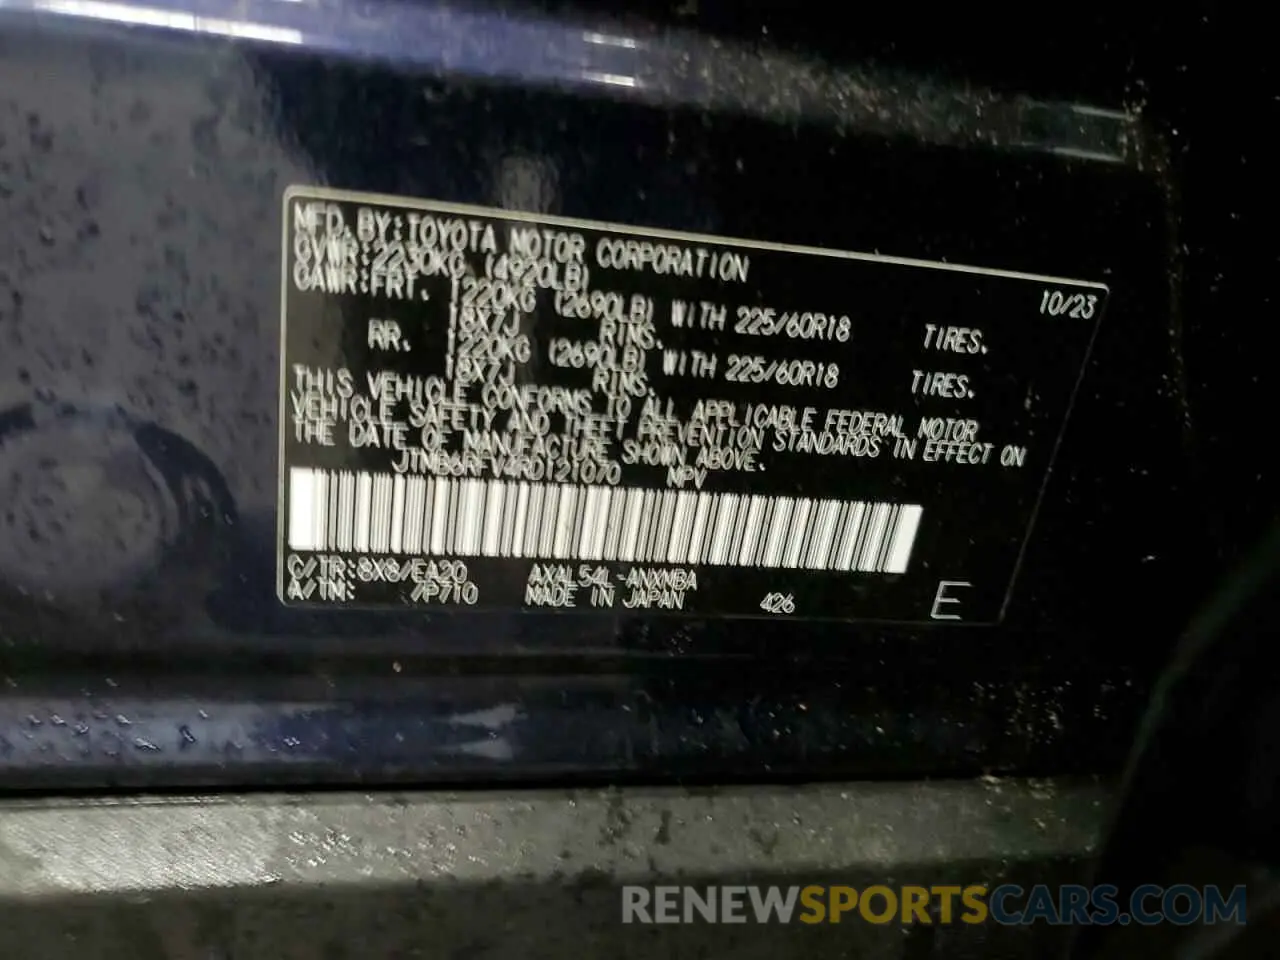 MFD. BY: TOYOTA MOTOR CORPORATION 10/23
GVWR: 2230KG (4920LB)
GAWR: FRT. 1220KG (2690LB) WITH 225/60R18 TIRES.
18X7J RIMS.
RR. 1220KG (2690LB) WITH 225/60R18 TIRES.
18X7J RIMS.
THIS VEHICLE CONFORMS TO ALL APPLICABLE FEDERAL MOTOR
VEHICLE SAFETY AND THEFT PREVENTION STANDARDS IN EFFECT ON
THE DATE OF MANUFACTURE SHOWN ABOVE.
JTMB6RFV4RD121070 MPV
C/TR: 8X8/EA20 AXAL54L-ANXMBA
A/TM: /P710 MADE IN JAPAN 426 E
RENEWSPORTSCARS.COM